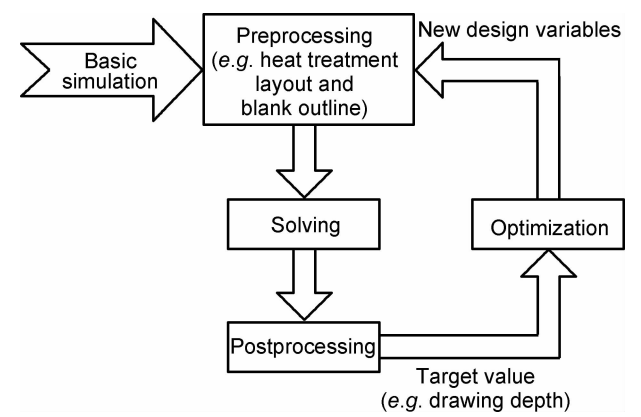 Basic
simulation
Preprocessing
(e.g. heat treatment
layout and
blank outline)
New design variables
Solving
Optimization
Postprocessing
Target value
(e.g. drawing depth)